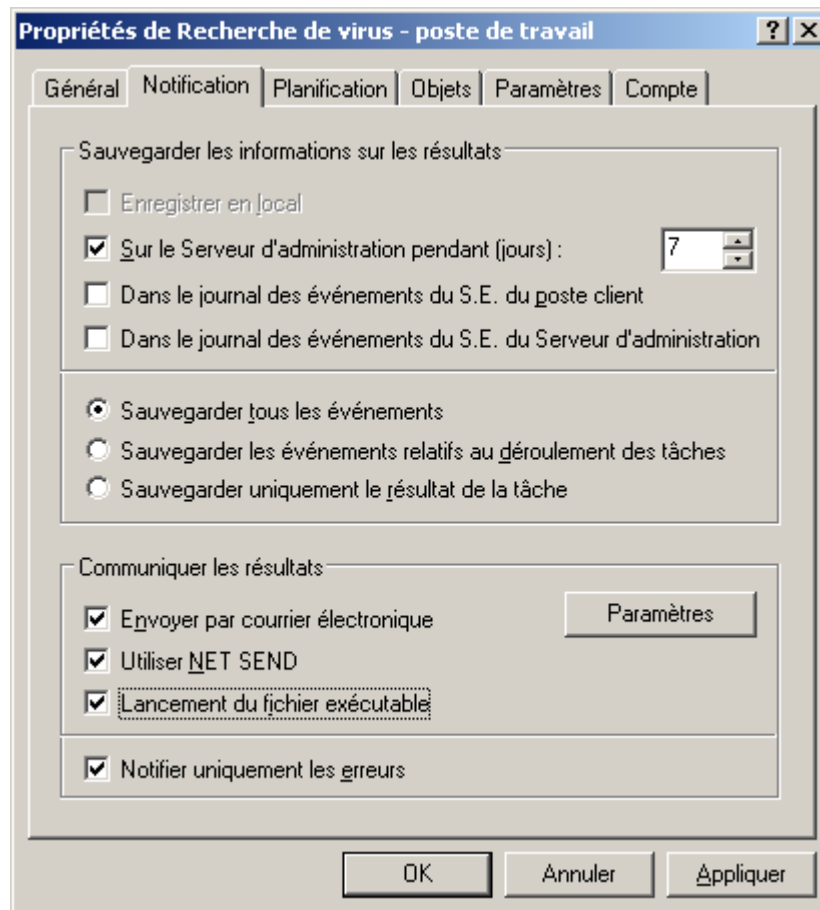 Propriétés de Recherche de virus - poste de travail
Général Notification Planification Objets Paramètres Compte
Sauvegarder les informations sur les résultats
Enregistrer en local
Sur le Serveur d'administration pendant (jours) : 7
Dans le journal des événements du S.E. du poste client
Dans le journal des événements du S.E. du Serveur d'administration
Sauvegarder tous les événements
Sauvegarder les événements relatifs au déroulement des tâches
Sauvegarder uniquement le résultat de la tâche
Communiquer les résultats
Envoyer par courrier électronique Paramètres
Utiliser NET SEND
Lancement du fichier exécutable
Notifier uniquement les erreurs
OK Annuler Appliquer